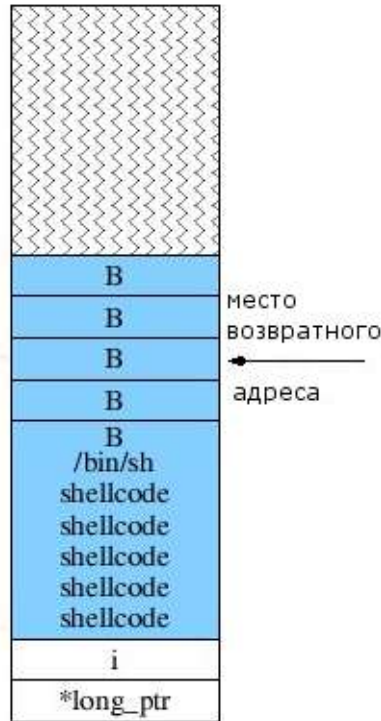 B
B
место
возвратного
B
B
адреса
B
/bin/sh
shellcode
shellcode
shellcode
shellcode
shellcode
i
*long_ptr